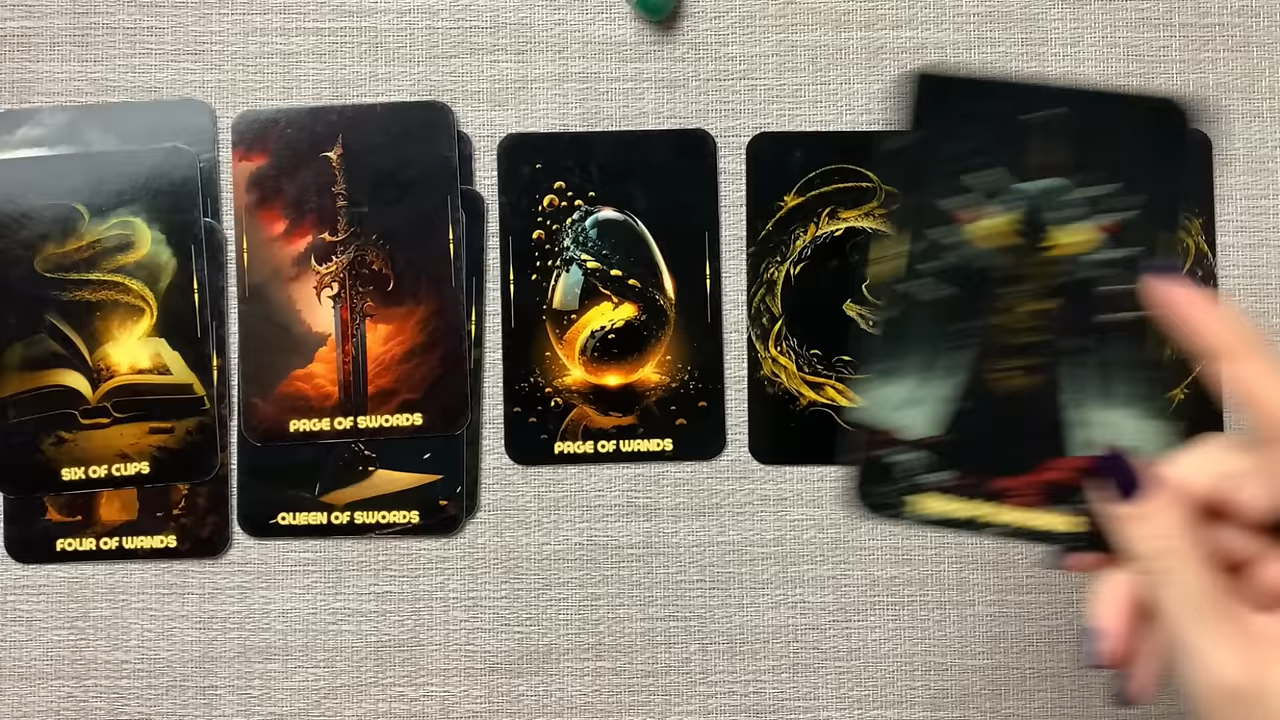 SIX OF CUPS
FOUR OF WANDS
PAGE OF SWORDS
QUEEN OF SWORDS
PAGE OF WANDS